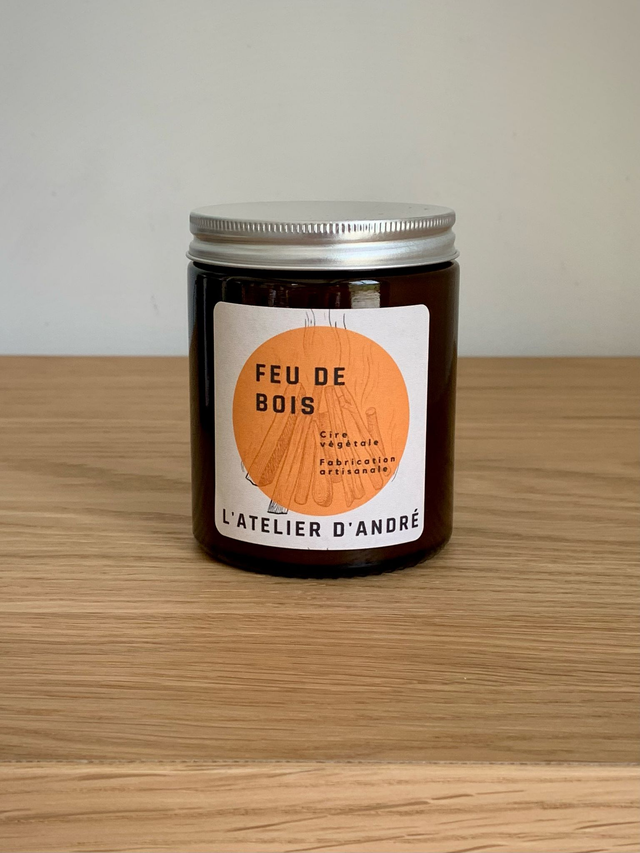 FEU DE
BOIS
Cire
végétale
Fabrication
artisanale
L'ATELIER D'ANDRÉ